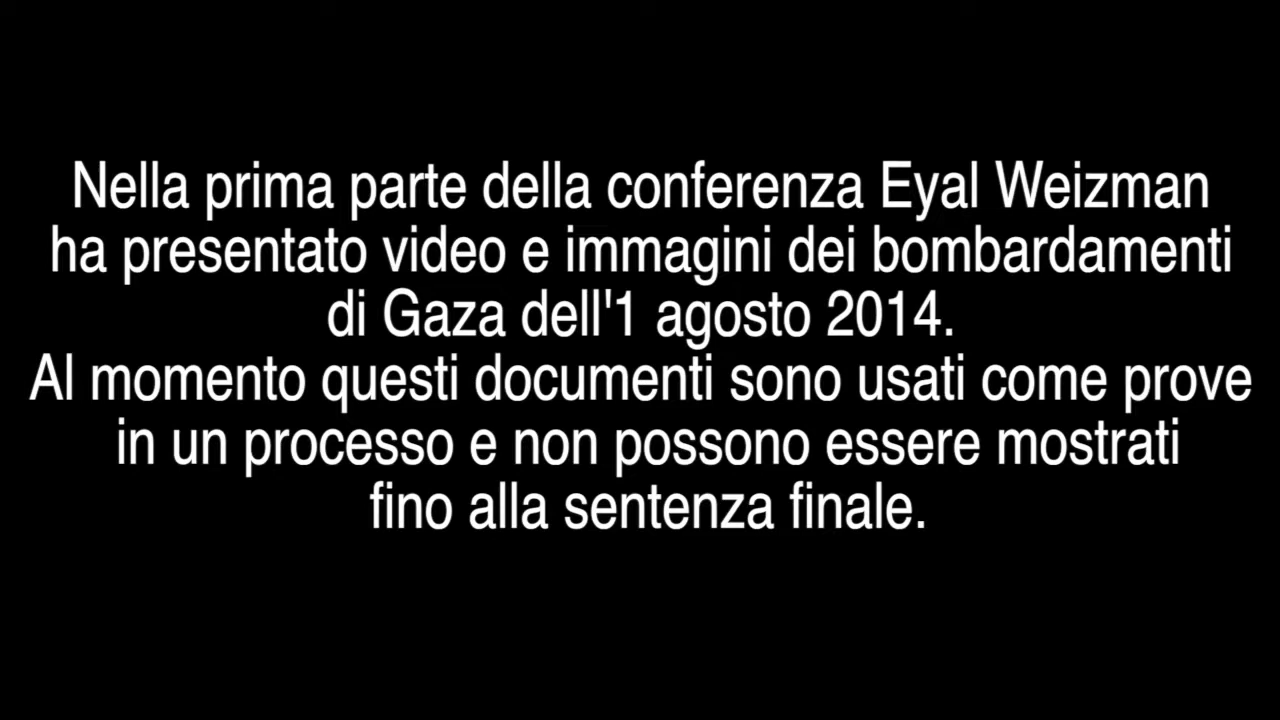 Nella prima parte della conferenza Eyal Weizman
ha presentato video e immagini dei bombardamenti
di Gaza dell'1 agosto 2014.
Al momento questi documenti sono usati come prove
in un processo e non possono essere mostrati
fino alla sentenza finale.